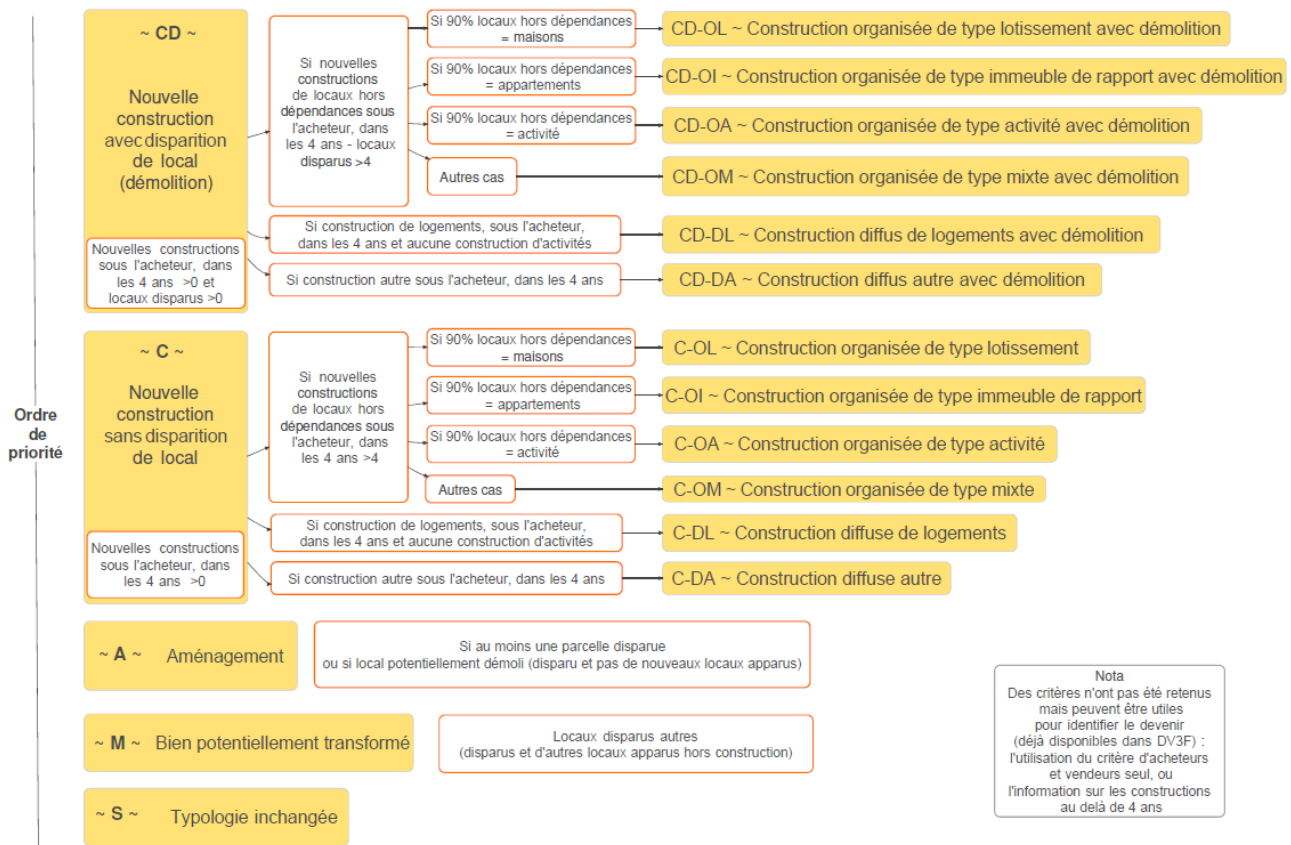 Ordre
de
priorité
~ CD ~
Nouvelle
construction
avec disparition
de local
(démolition)
Nouvelles constructions
sous l'acheteur, dans
les 4 ans >0 et
locaux disparus >0
Si nouvelles
constructions
de locaux hors
dépendances sous
l'acheteur, dans
les 4 ans - locaux
disparus >4
Si 90% locaux hors dépendances
= maisons
CD-OL ~ Construction organisée de type lotissement avec démolition
Si 90% locaux hors dépendances
= appartements
CD-OI ~ Construction organisée de type immeuble de rapport avec démolition
Si 90% locaux hors dépendances
= activité
CD-OA ~ Construction organisée de type activité avec démolition
Autres cas
CD-OM ~ Construction organisée de type mixte avec démolition
Si construction de logements, sous l'acheteur,
dans les 4 ans et aucune construction d'activités
CD-DL ~ Construction diffus de logements avec démolition
Si construction autre sous l'acheteur, dans les 4 ans
CD-DA ~ Construction diffus autre avec démolition
~ C ~
Nouvelle
construction
sans disparition
de local
Nouvelles constructions
sous l'acheteur, dans
les 4 ans >0
Si nouvelles
constructions
de locaux hors
dépendances sous
l'acheteur, dans
les 4 ans >4
Si 90% locaux hors dépendances
= maisons
C-OL ~ Construction organisée de type lotissement
Si 90% locaux hors dépendances
= appartements
C-OI ~ Construction organisée de type immeuble de rapport
Si 90% locaux hors dépendances
= activité
C-OA ~ Construction organisée de type activité
Autres cas
C-OM ~ Construction organisée de type mixte
Si construction de logements, sous l'acheteur,
dans les 4 ans et aucune construction d'activités
C-DL ~ Construction diffuse de logements
Si construction autre sous l'acheteur, dans les 4 ans
C-DA ~ Construction diffuse autre
~ A ~ Aménagement
Si au moins une parcelle disparue
ou si local potentiellement démoli (disparu et pas de nouveaux locaux apparus)
~ M ~ Bien potentiellement transformé
Locaux disparus autres
(disparus et d'autres locaux apparus hors construction)
~ S ~ Typologie inchangée
Nota
Des critères n'ont pas été retenus
mais peuvent être utiles
pour identifier le devenir
(déjà disponibles dans DV3F) :
l'utilisation du critère d'acheteurs
et vendeurs seul, ou
l'information sur les constructions
au delà de 4 ans